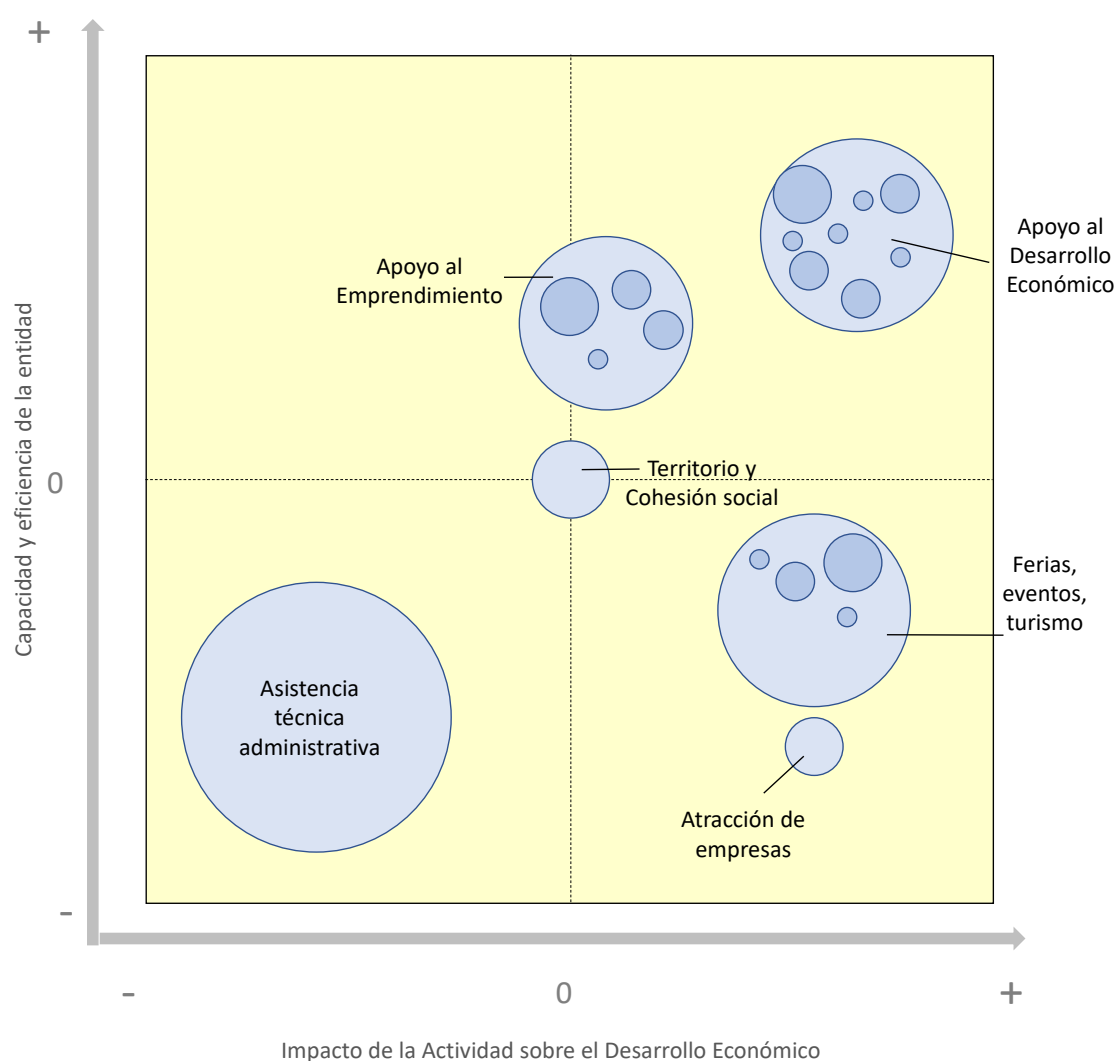 +
Apoyo al
Desarrollo
Económico
Apoyo al
Emprendimiento
Capacidad y eficiencia de la entidad
0
Territorio y
Cohesión social
Ferias,
eventos,
turismo
Asistencia
técnica
administrativa
Atracción de
empresas
-
-
0
+
Impacto de la Actividad sobre el Desarrollo Económico